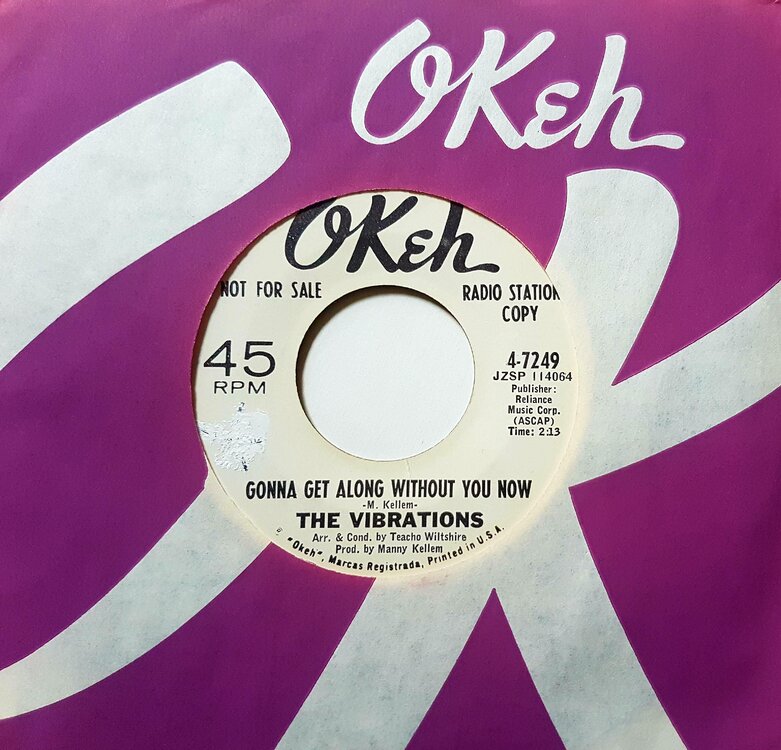 OKeh
OKeh
NOT FOR SALE
RADIO STATION
COPY
45
RPM
4-7249
JZSP 114064
Publisher:
Reliance
Music Corp.
(ASCAP)
Time: 2:13
GONNA GET ALONG WITHOUT YOU NOW
-M. Kellem-
THE VIBRATIONS
Arr. & Cond. by Teacho Wiltshire
Prod. by Manny Kellem
"Okeh", Marcas Registrada, Printed in U.S.A.